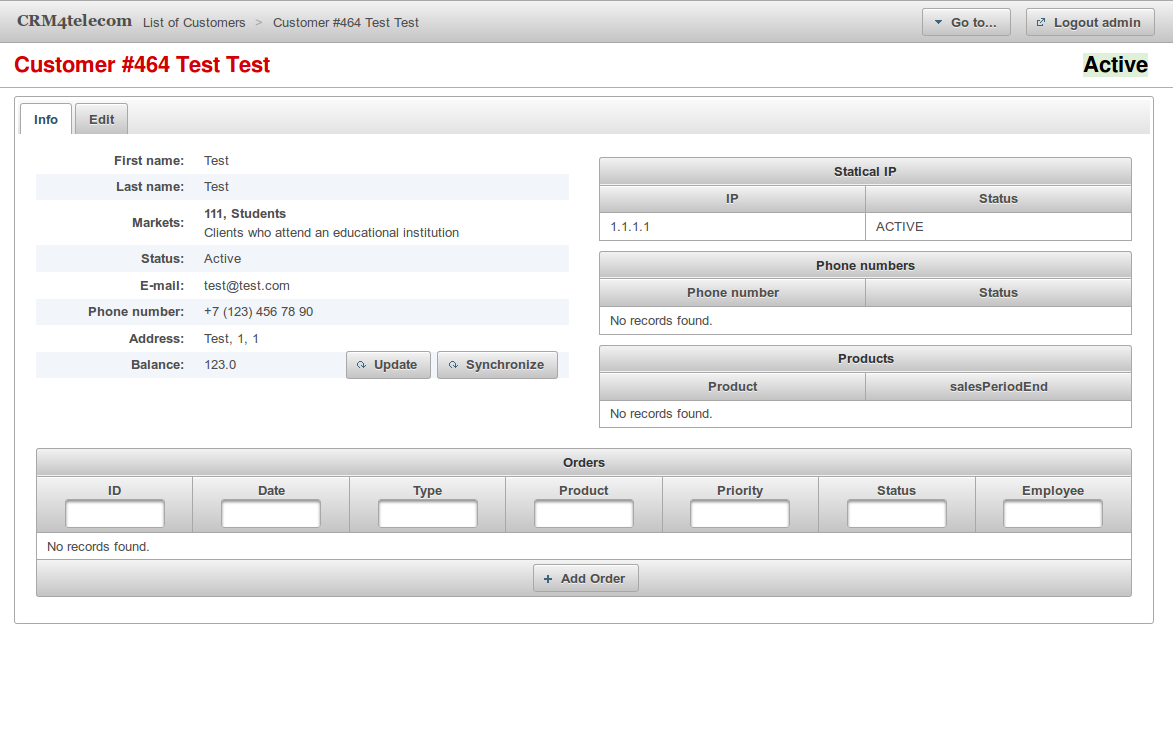 CRM4telecom List of Customers > Customer #464 Test Test Go to... Logout admin
Customer #464 Test Test Active
Info Edit
First name: Test
Last name: Test
Markets: 111, Students
Clients who attend an educational institution
Status: Active
E-mail: test@test.com
Phone number: +7 (123) 456 78 90
Address: Test, 1, 1
Balance: 123.0 Update Synchronize
Statical IP
IP Status
1.1.1.1 ACTIVE
Phone numbers
Phone number Status
No records found.
Products
Product salesPeriodEnd
No records found.
Orders
ID Date Type Product Priority Status Employee
No records found.
+ Add Order